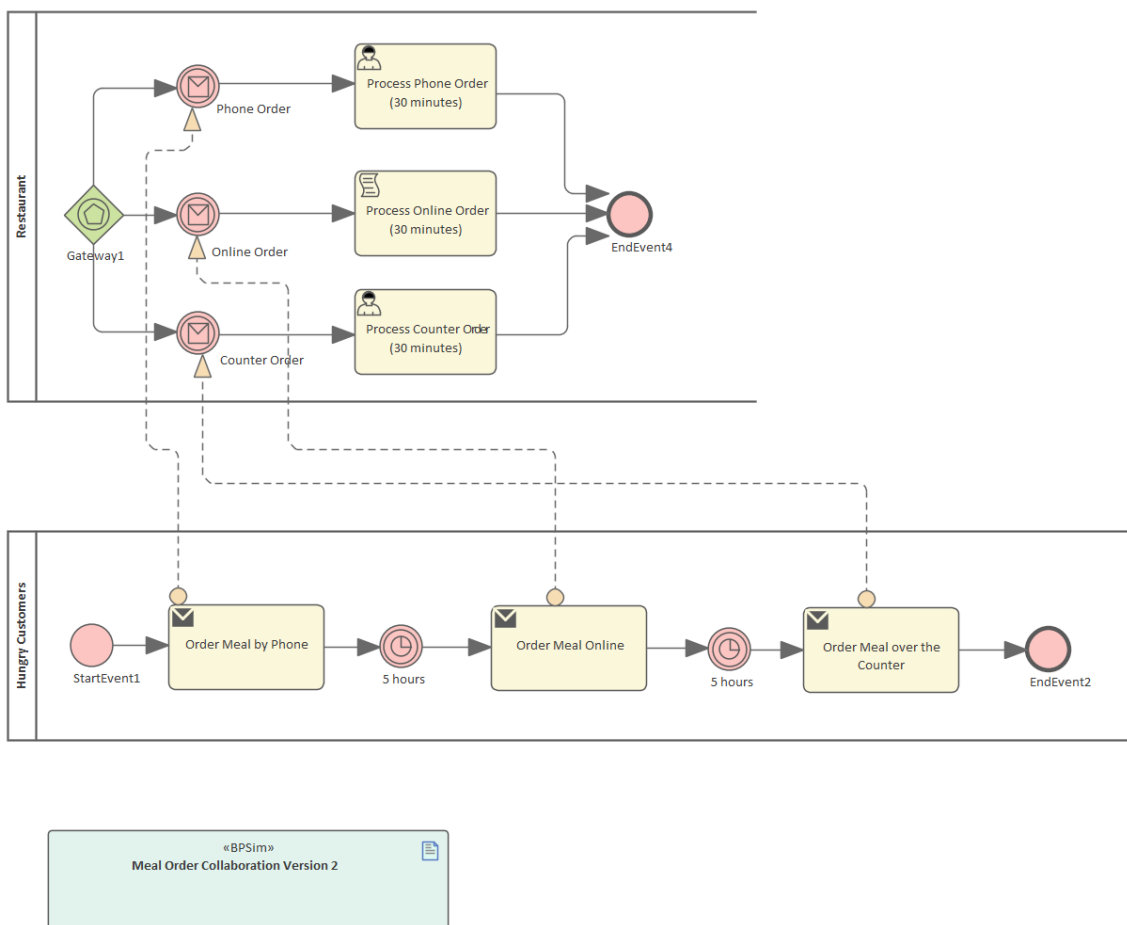 Restaurant
Process Phone Order
(30 minutes)
Phone Order
Process Online Order
(30 minutes)
Gateway1
Online Order
EndEvent4
Process Counter Order
(30 minutes)
Counter Order
Hungry Customers
StartEvent1
Order Meal by Phone
5 hours
Order Meal Online
5 hours
Order Meal over the
Counter
EndEvent2
«BPSim»
Meal Order Collaboration Version 2